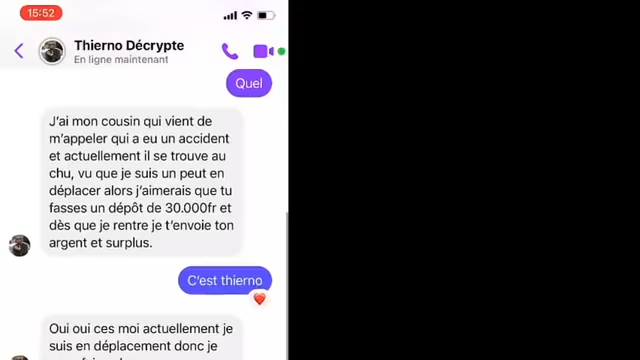 15:52
Thierno Décrypte
En ligne maintenant
Quel
J'ai mon cousin qui vient de
m'appeler qui a eu un accident
et actuellement il se trouve au
chu, vu que je suis un peut en
déplacer alors j'aimerais que tu
fasses un dépôt de 30.000fr et
dès que je rentre je t'envoie ton
argent et surplus.
C'est thierno
Oui oui ces moi actuellement je
suis en déplacement donc je